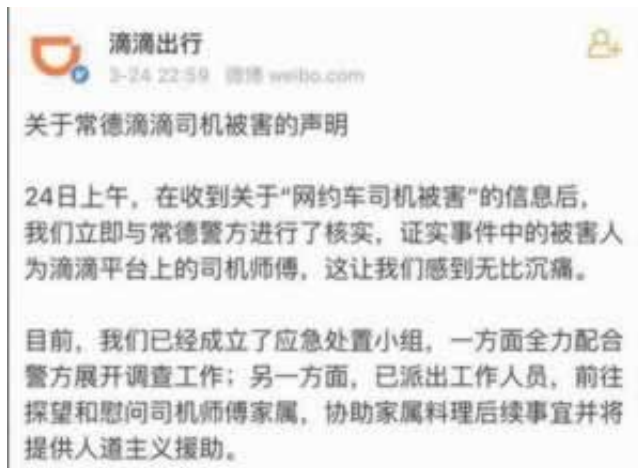 滴滴出行
3-24 22:59 微博 weibo.com
关于常德滴滴司机被害的声明
24日上午，在收到关于“网约车司机被害”的信息后，
我们立即与常德警方进行了核实，证实事件中的被害人
为滴滴平台上的司机师傅，这让我们感到无比沉痛。
目前，我们已经成立了应急处置小组，一方面全力配合
警方展开调查工作；另一方面，已派出工作人员，前往
探望和慰问司机师傅家属，协助家属料理后续事宜并将
提供人道主义援助。